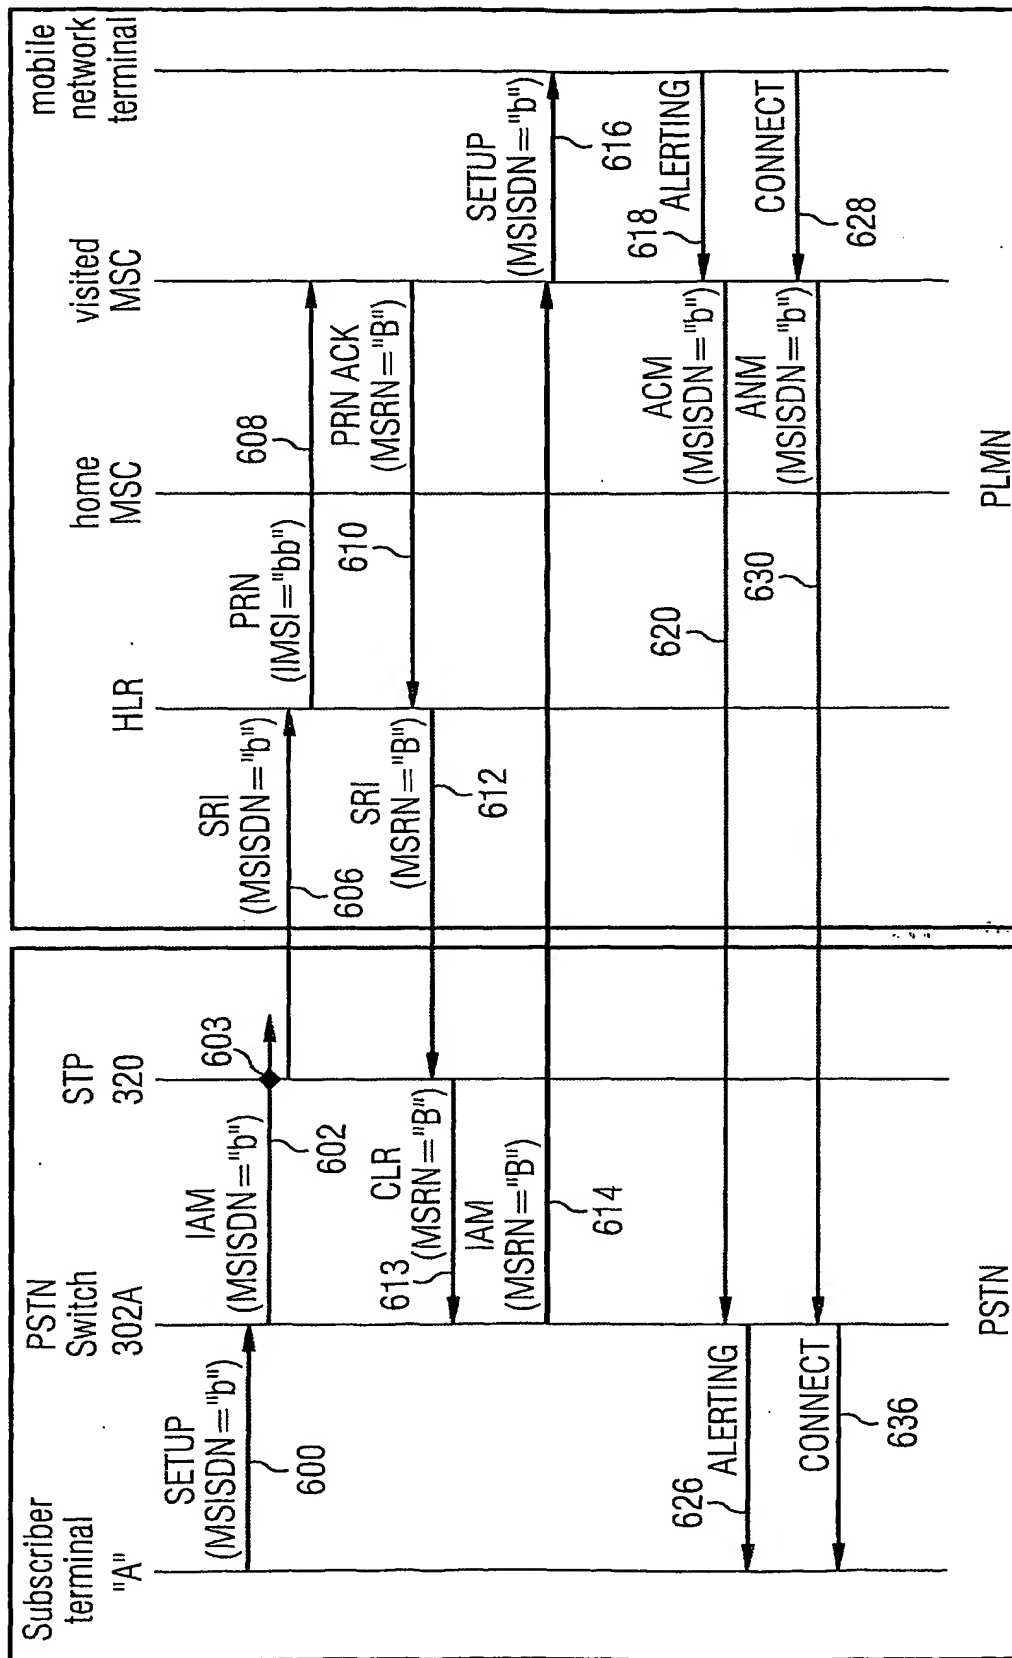 Subscriber
terminal
"A"
PSTN
Switch
302A
STP
320
HLR
home
MSC
visited
MSC
mobile
network
terminal
SETUP
(MSISDN="b")
600
IAM
(MSISDN="b")
602
603
SRI
(MSISDN="b")
606
PRN
(IMSI="bb")
608
PRN ACK
(MSRN="B")
610
SRI
(MSRN="B")
612
CLR
(MSRN="B")
613
IAM
(MSRN="B")
614
SETUP
(MSISDN="b")
616
618
ALERTING
ACM
(MSISDN="b")
620
626
ALERTING
CONNECT
628
ANM
(MSISDN="b")
630
CONNECT
636
PSTN
PLMN